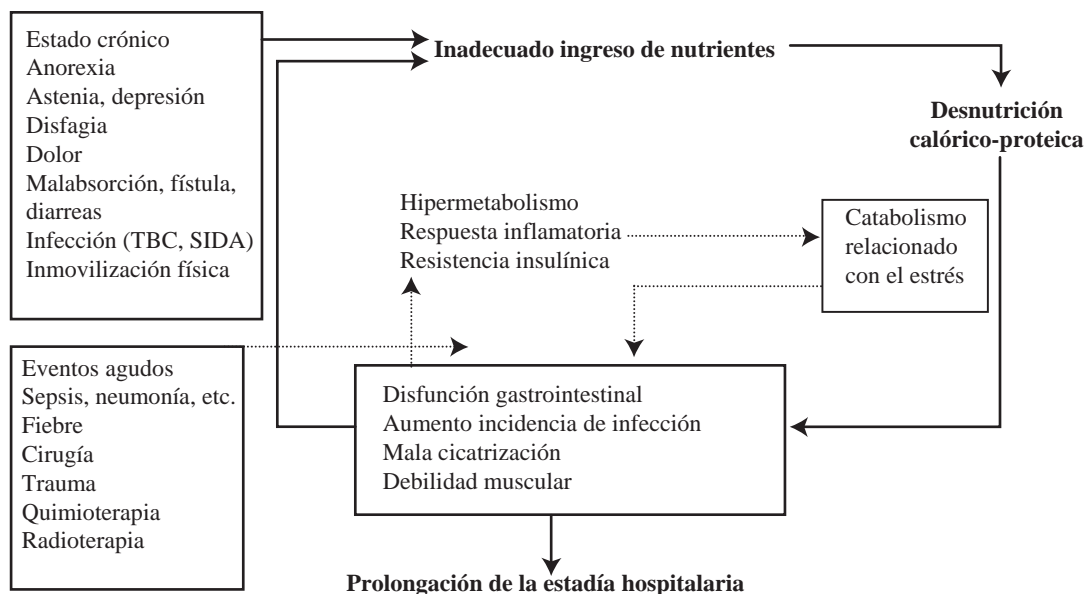 Estado crónico
Anorexia
Astenia, depresión
Disfagia
Dolor
Malabsorción, fístula,
diarreas
Infección (TBC, SIDA)
Inmovilización física
Inadecuado ingreso de nutrientes
Desnutrición
calórico-proteica
Hipermetabolismo
Respuesta inflamatoria
Resistencia insulínica
Catabolismo
relacionado
con el estrés
Eventos agudos
Sepsis, neumonía, etc.
Fiebre
Cirugía
Trauma
Quimioterapia
Radioterapia
Disfunción gastrointestinal
Aumento incidencia de infección
Mala cicatrización
Debilidad muscular
Prolongación de la estadía hospitalaria